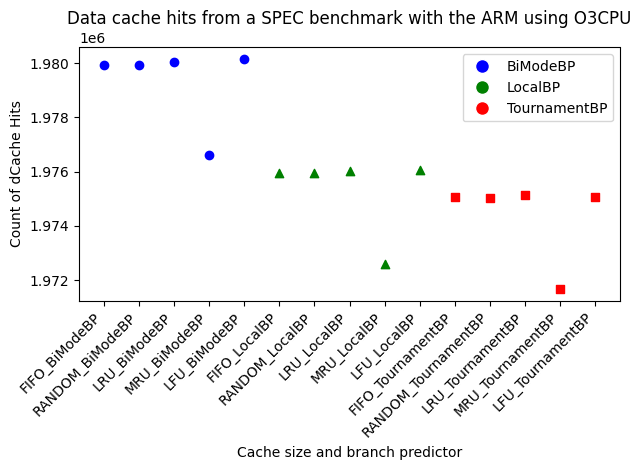 Data cache hits from a SPEC benchmark with the ARM using O3CPU
1e6
1.980
1.978
1.976
1.974
1.972
Count of dCache Hits
BiModeBP
LocalBP
TournamentBP
FIFO_BiModeBP
RANDOM_BiModeBP
LRU_BiModeBP
MRU_BiModeBP
LFU_BiModeBP
FIFO_LocalBP
RANDOM_LocalBP
LRU_LocalBP
MRU_LocalBP
LFU_LocalBP
FIFO_TournamentBP
RANDOM_TournamentBP
LRU_TournamentBP
MRU_TournamentBP
LFU_TournamentBP
Cache size and branch predictor